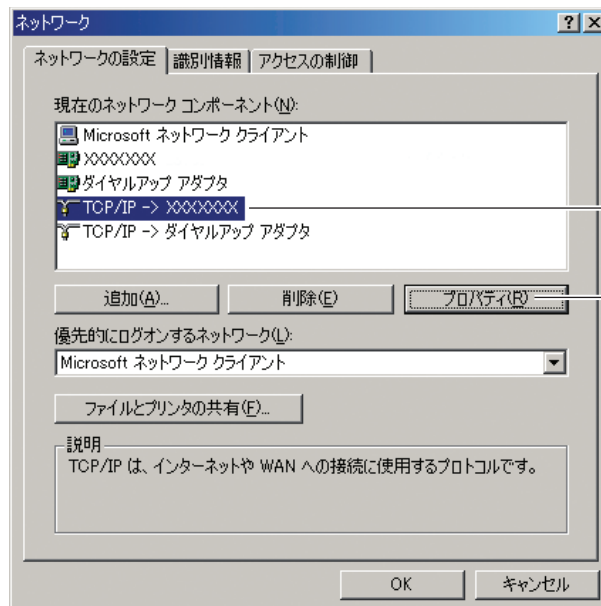 ネットワーク
ネットワークの設定 識別情報 アクセスの制御
現在のネットワーク コンポーネント(N):
Microsoft ネットワーク クライアント
XXXXXXX
ダイヤルアップ アダプタ
TCP/IP -> XXXXXXX
TCP/IP -> ダイヤルアップ アダプタ
追加(A)... 削除(E) プロパティ(R)
優先的にログオンするネットワーク(L):
Microsoft ネットワーク クライアント
ファイルとプリンタの共有(F)...
説明
TCP/IP は、インターネットや WAN への接続に使用するプロトコルです。
OK キャンセル